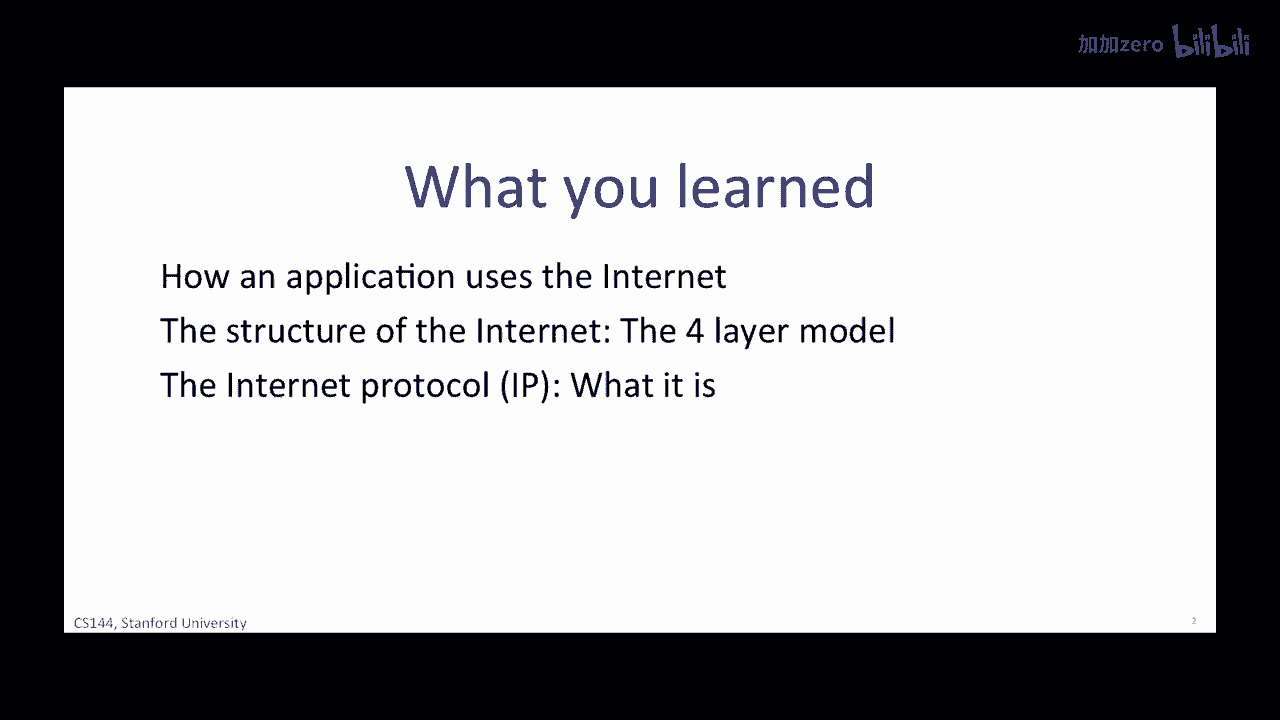 加加zero bilibili
What you learned
How an application uses the Internet
The structure of the Internet: The 4 layer model
The Internet protocol (IP): What it is
CS144, Stanford University
2